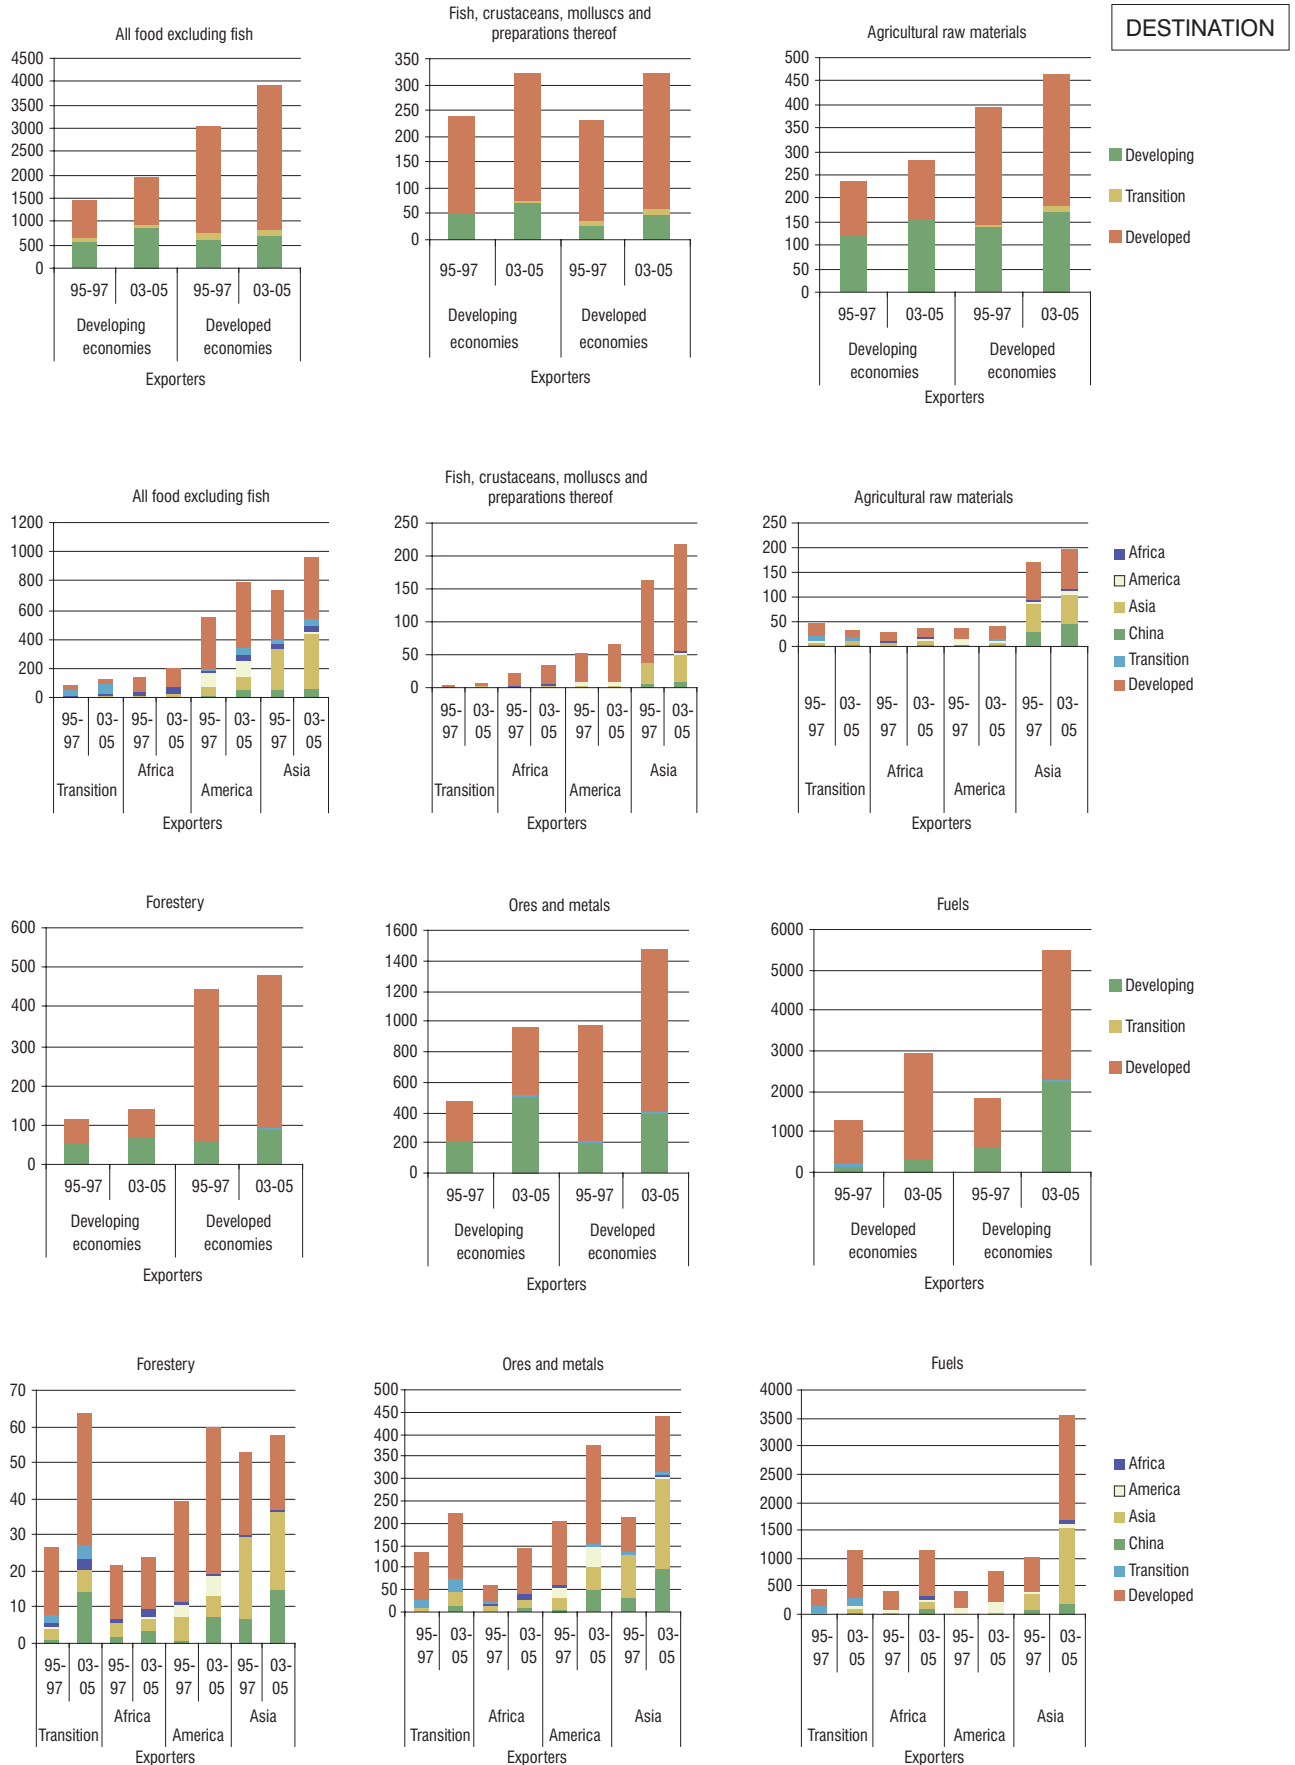 DESTINATION
All food excluding fish
4500
4000
3500
3000
2500
2000
1500
1000
500
0
95-97 03-05 95-97 03-05
Developing economies
Developed economies
Exporters
Fish, crustaceans, molluscs and
preparations thereof
350
300
250
200
150
100
50
0
95-97 03-05 95-97 03-05
Developing economies
Developed economies
Exporters
Agricultural raw materials
500
450
400
350
300
250
200
150
100
50
0
95-97 03-05 95-97 03-05
Developing economies
Developed economies
Exporters
Developing
Transition
Developed
All food excluding fish
1200
1000
800
600
400
200
0
95- 03- 95- 03- 95- 03- 95- 03-
97 05 97 05 97 05 97 05
Transition Africa America Asia
Exporters
Fish, crustaceans, molluscs and
preparations thereof
250
200
150
100
50
0
95- 03- 95- 03- 95- 03- 95- 03-
97 05 97 05 97 05 97 05
Transition Africa America Asia
Exporters
Agricultural raw materials
250
200
150
100
50
0
95- 03- 95- 03- 95- 03- 95- 03-
97 05 97 05 97 05 97 05
Transition Africa America Asia
Exporters
Africa
America
Asia
China
Transition
Developed
Forestery
600
500
400
300
200
100
0
95-97 03-05 95-97 03-05
Developing economies
Developed economies
Exporters
Ores and metals
1600
1400
1200
1000
800
600
400
200
0
95-97 03-05 95-97 03-05
Developing economies
Developed economies
Exporters
Fuels
6000
5000
4000
3000
2000
1000
0
95-97 03-05 95-97 03-05
Developed economies
Developing economies
Exporters
Developing
Transition
Developed
Forestery
70
60
50
40
30
20
10
0
95- 03- 95- 03- 95- 03- 95- 03-
97 05 97 05 97 05 97 05
Transition Africa America Asia
Exporters
Ores and metals
500
450
400
350
300
250
200
150
100
50
0
95- 03- 95- 03- 95- 03- 95- 03-
97 05 97 05 97 05 97 05
Transition Africa America Asia
Exporters
Fuels
4000
3500
3000
2500
2000
1500
1000
500
0
95- 03- 95- 03- 95- 03- 95- 03-
97 05 97 05 97 05 97 05
Transition Africa America Asia
Exporters
Africa
America
Asia
China
Transition
Developed